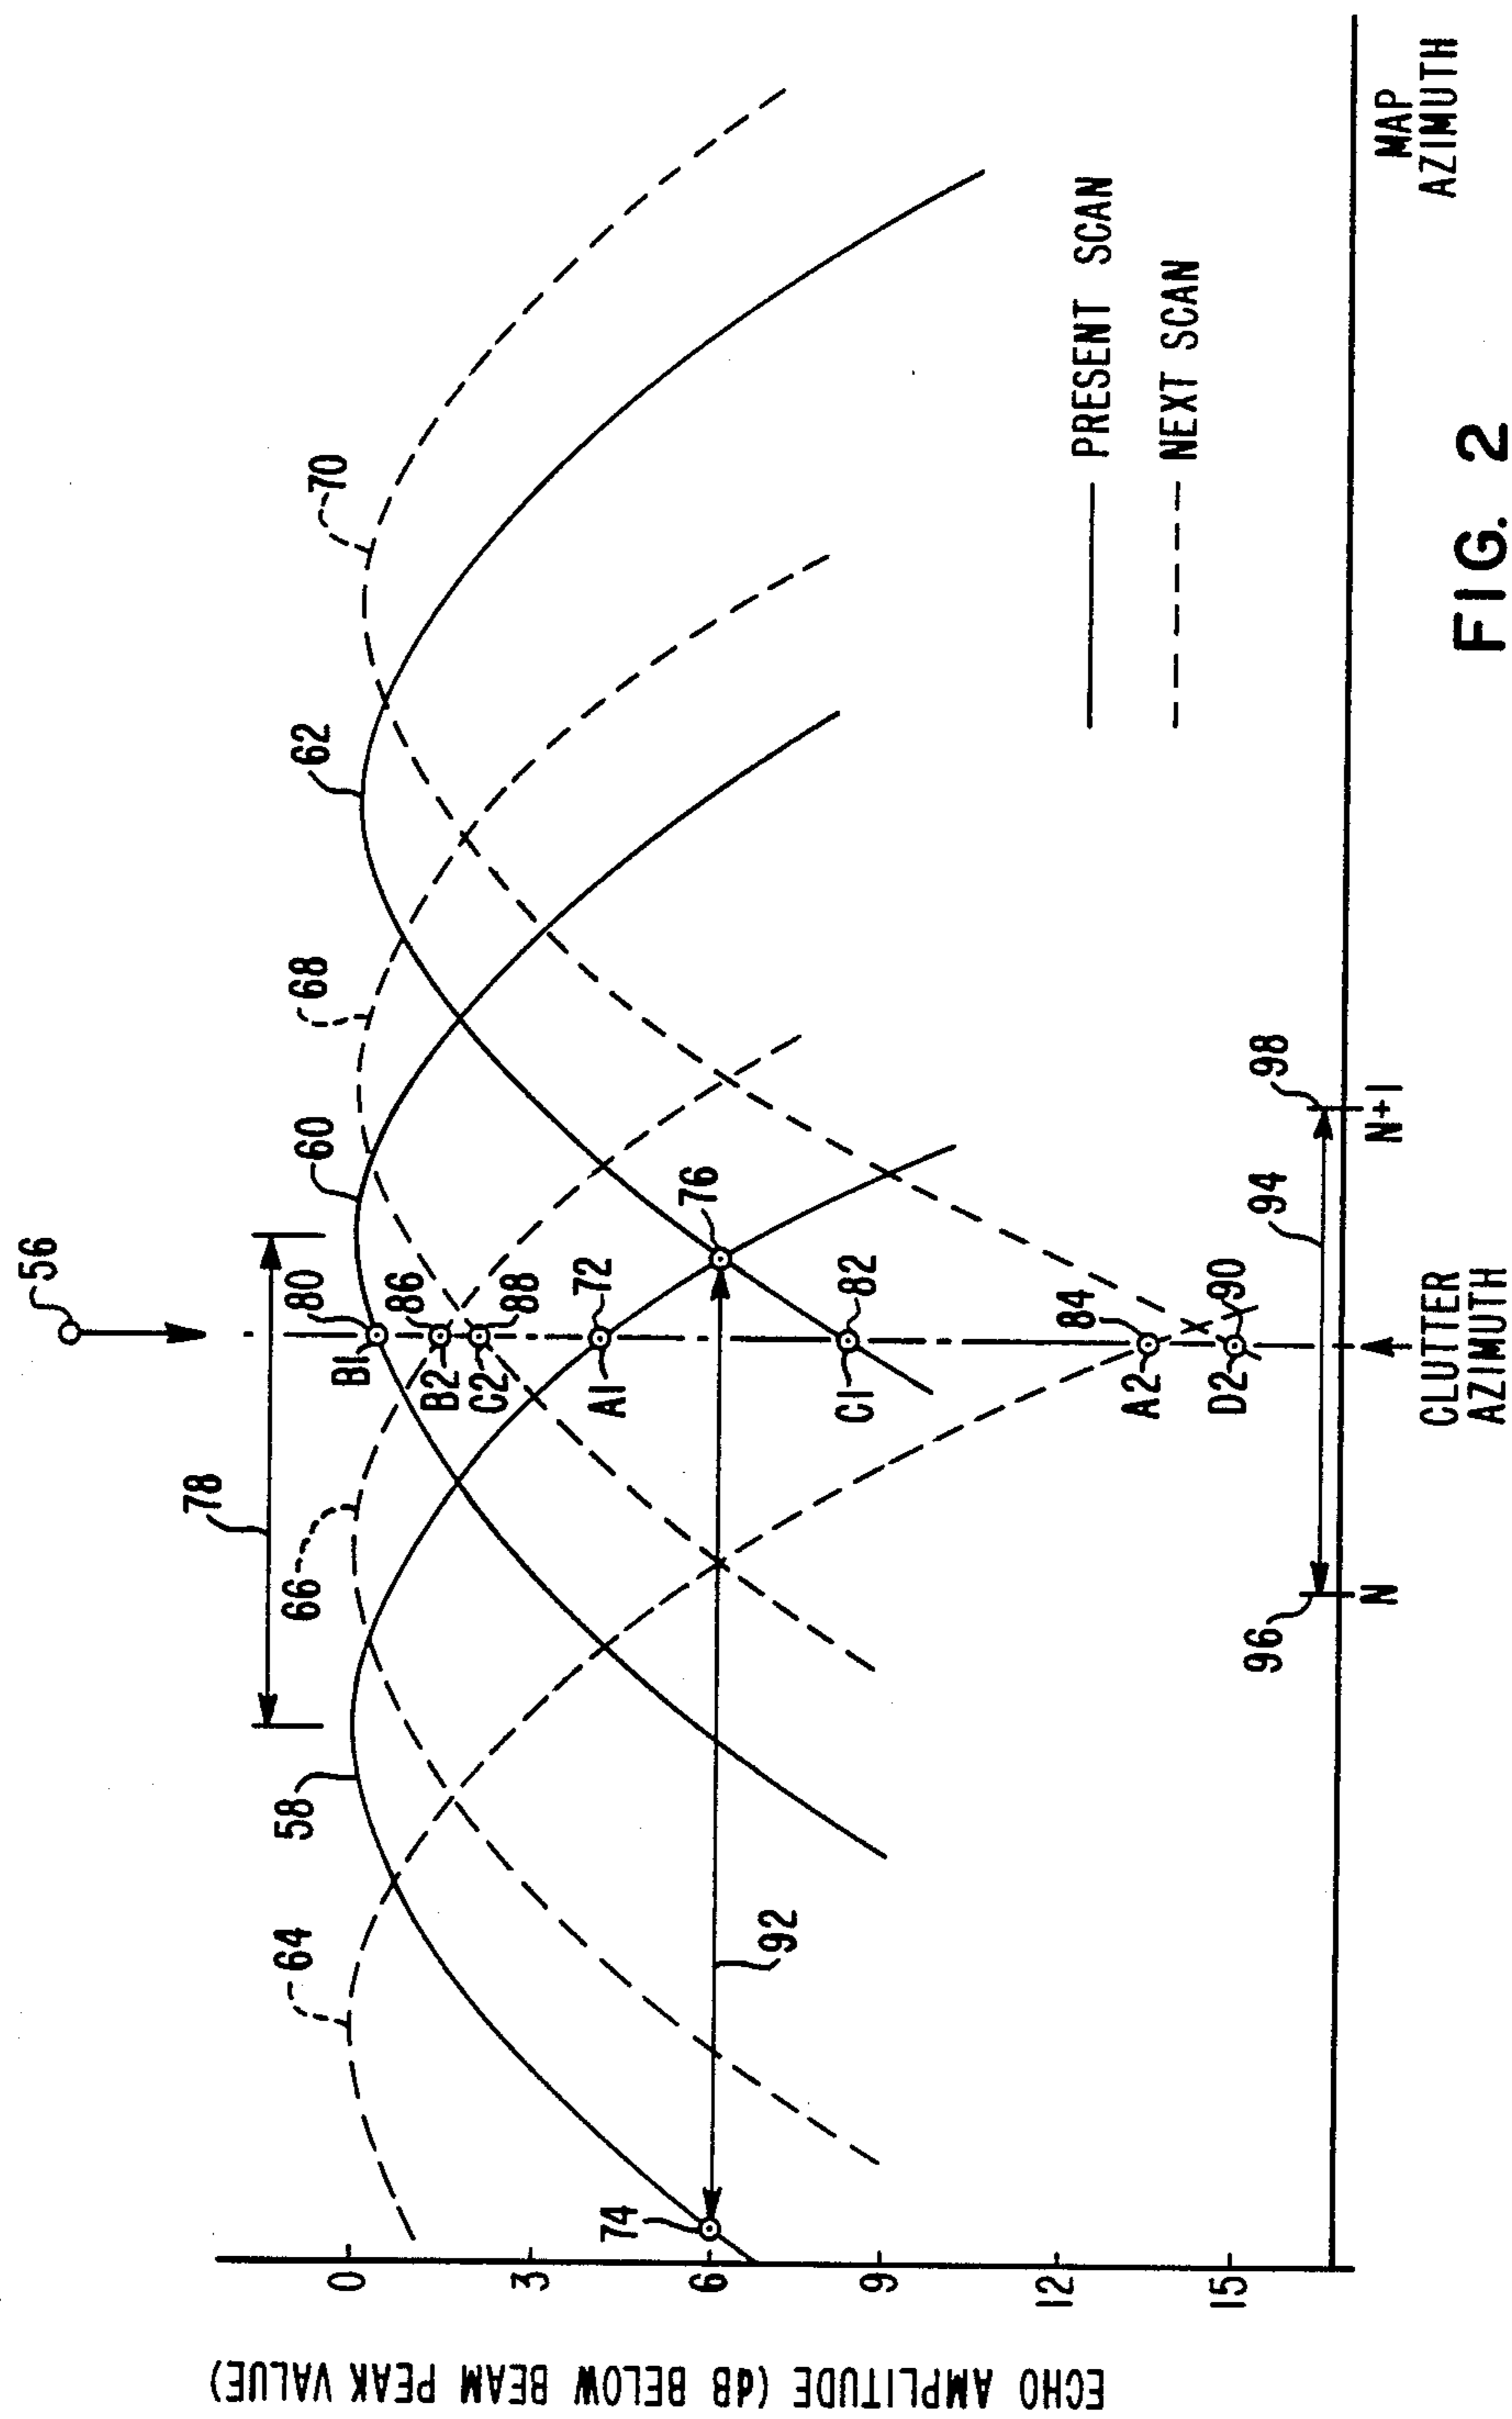 56
78
64
58
66
60
68
62
70
80
B1
86
B2
88
C2
72
A1
76
74
92
82
C1
84
A2
X
90
D2
96
94
98
N
N+1
0
3
6
9
12
15
ECHO AMPLITUDE (dB BELOW BEAM PEAK VALUE)
PRESENT SCAN
NEXT SCAN
CLUTTER
AZIMUTH
MAP
AZIMUTH
FIG. 2